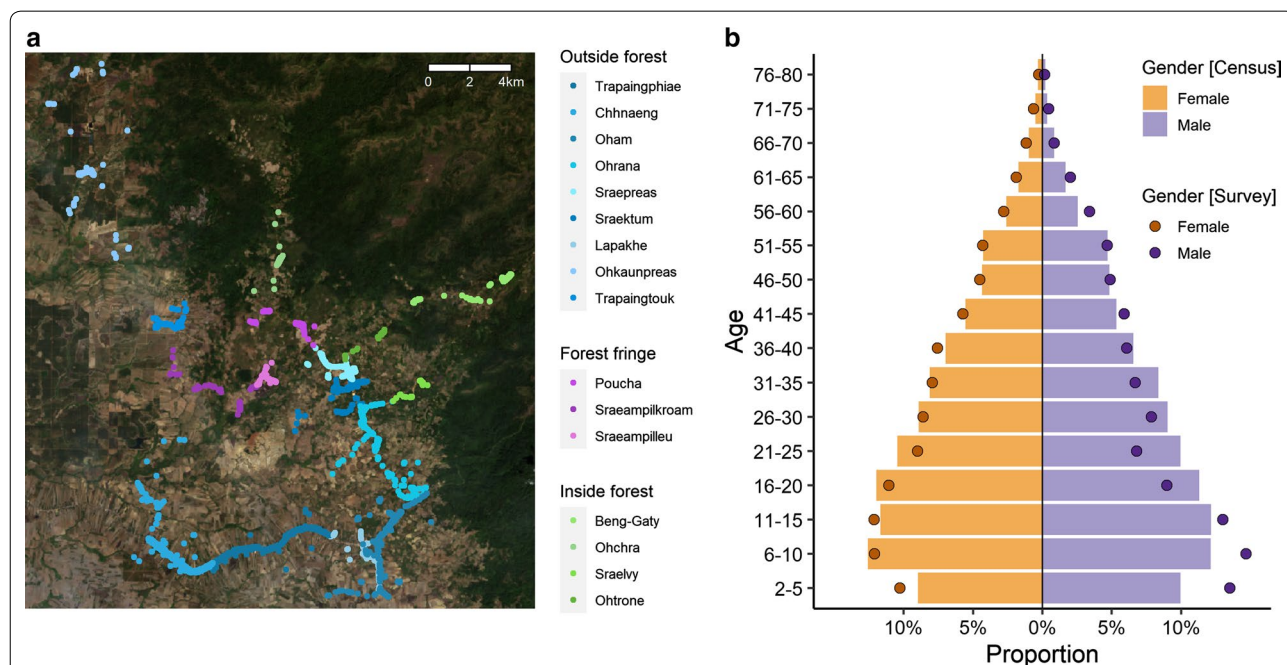 a
0 2 4km
Outside forest
Trapaingphiae
Chhnaeng
Oham
Ohrana
Sraepreas
Sraektum
Lapakhe
Ohkaunpreas
Trapaingtouk
Forest fringe
Poucha
Sraeampilkroam
Sraeampilleu
Inside forest
Beng-Gaty
Ohchra
Sraelvy
Ohtrone
b
Age
76-80
71-75
66-70
61-65
56-60
51-55
46-50
41-45
36-40
31-35
26-30
21-25
16-20
11-15
6-10
2-5
10% 5% 0% 5% 10%
Proportion
Gender [Census]
Female
Male
Gender [Survey]
Female
Male